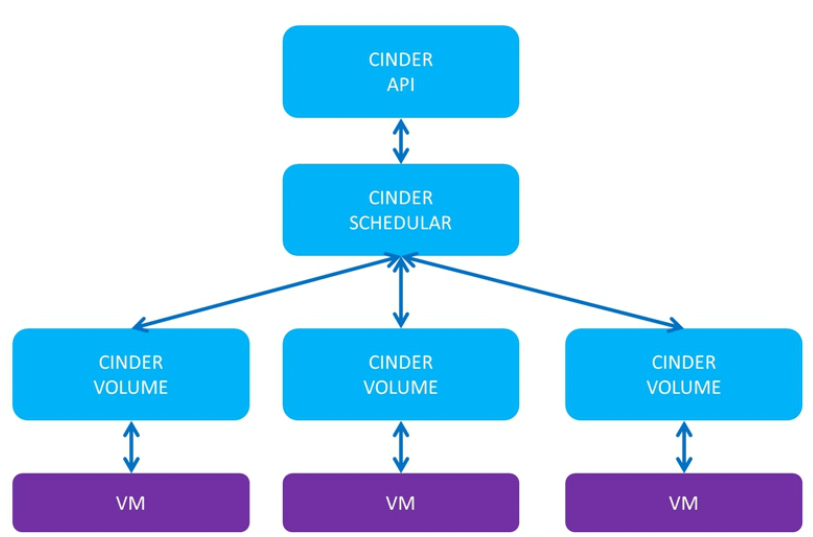 CINDER
API
CINDER
SCHEDULAR
CINDER
VOLUME
CINDER
VOLUME
CINDER
VOLUME
VM
VM
VM